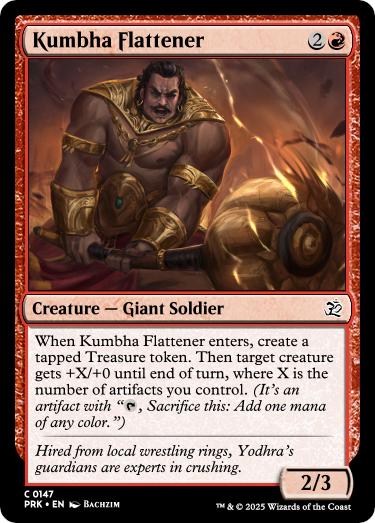 Kumbha Flattener 2
Creature — Giant Soldier
When Kumbha Flattener enters, create a
tapped Treasure token. Then target creature
gets +X/+0 until end of turn, where X is the
number of artifacts you control. (It's an
artifact with “, Sacrifice this: Add one mana
of any color.”)
Hired from local wrestling rings, Yodhra's
guardians are experts in crushing.
2/3
C 0147
PRK • EN Bachzim
™ & © 2025 Wizards of the Coast